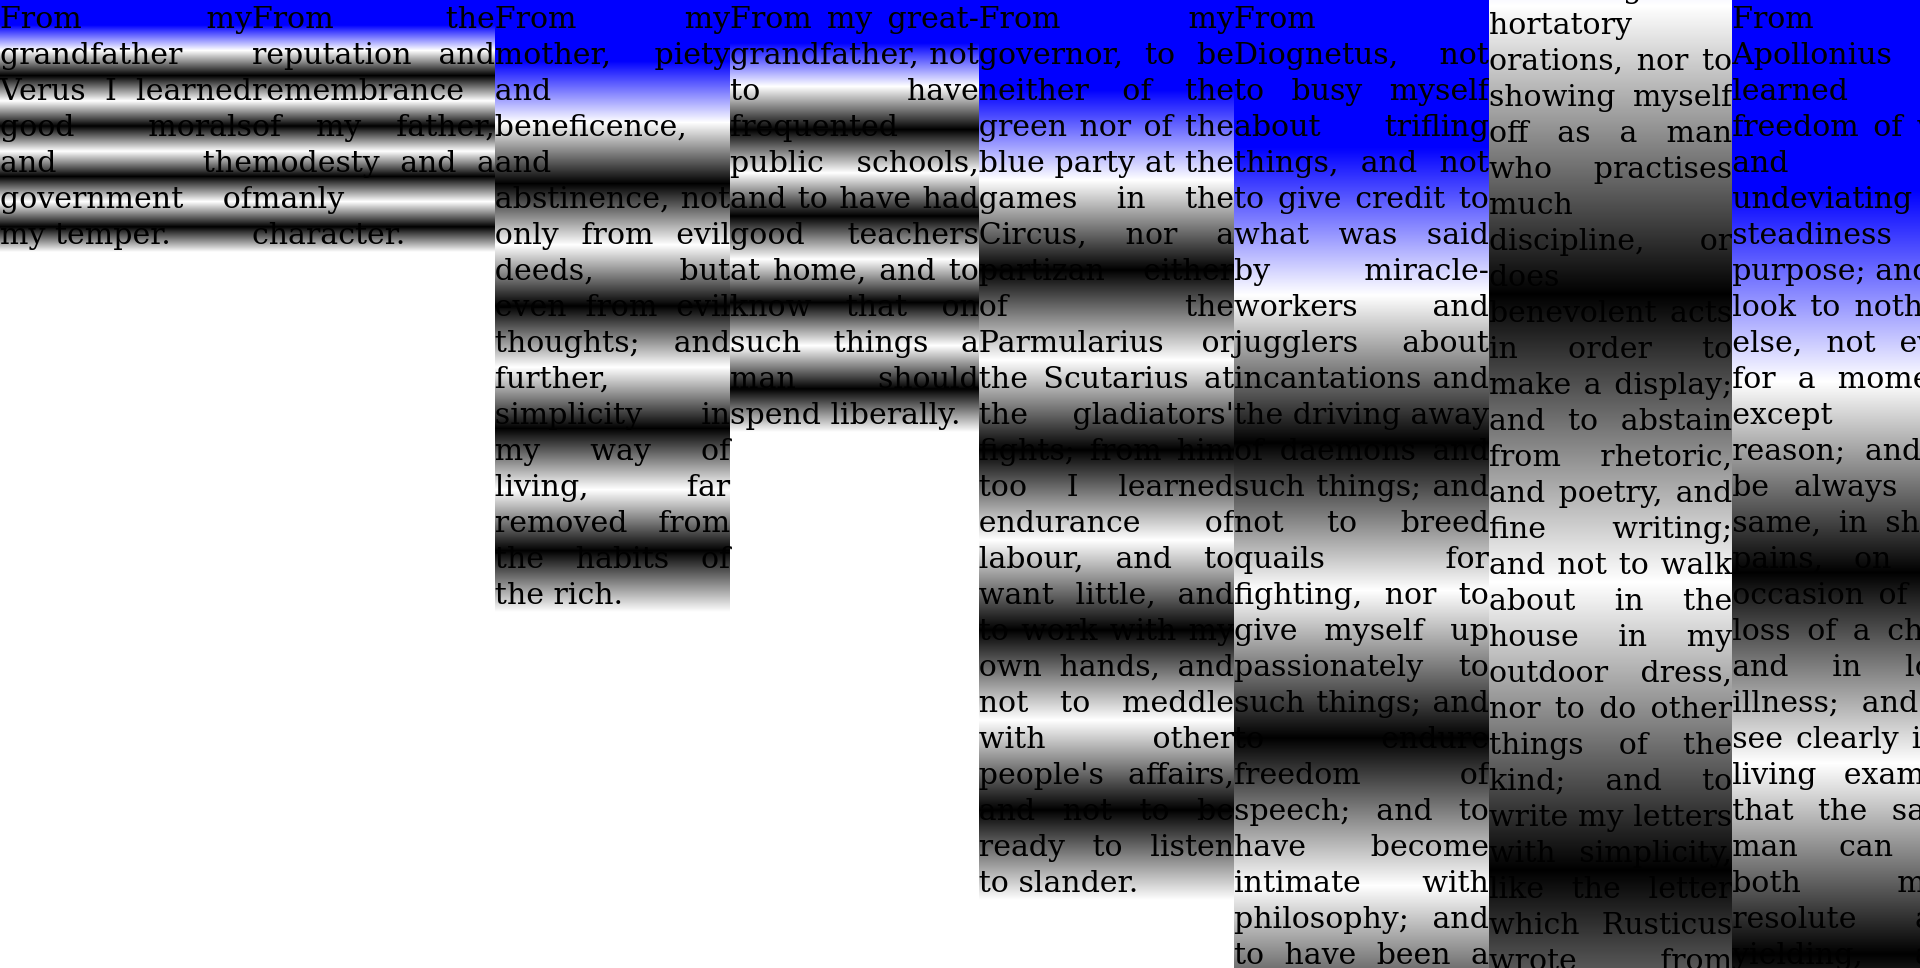 From my
grandfather
Verus I learned
good morals
and the
government of
my temper.
From the
reputation and
remembrance
of my father,
modesty and a
manly
character.
From my
mother, piety
and
beneficence,
and
abstinence, not
only from evil
deeds, but
even from evil
thoughts; and
further,
simplicity in
my way of
living, far
removed from
the habits of
the rich.
From my great-
grandfather, not
to have
frequented
public schools,
and to have had
good teachers
at home, and to
know that on
such things a
man should
spend liberally.
From my
governor, to be
neither of the
green nor of the
blue party at the
games in the
Circus, nor a
partizan either
of the
Parmularius or
the Scutarius at
the gladiators'
fights; from him
too I learned
endurance of
labour, and to
want little, and
to work with my
own hands, and
not to meddle
with other
people's affairs,
and not to be
ready to listen
to slander.
From
Diognetus, not
to busy myself
about trifling
things, and not
to give credit to
what was said
by miracle-
workers and
jugglers about
incantations and
the driving away
of daemons and
such things; and
not to breed
quails for
fighting, nor to
give myself up
passionately to
such things; and
to endure
freedom of
speech; and to
have become
intimate with
philosophy; and
to have been a
hortatory
orations, nor to
showing myself
off as a man
who practises
much
discipline, or
does
benevolent acts
in order to
make a display;
and to abstain
from rhetoric,
and poetry, and
fine writing;
and not to walk
about in the
house in my
outdoor dress,
nor to do other
things of the
kind; and to
write my letters
with simplicity,
like the letter
which Rusticus
wrote from
From
Apollonius
learned
freedom of
and
undeviating
steadiness
purpose; and
look to
else, not
for a
except
reason; and
be always
same, in
pains, on
occasion of
loss of a
and in
illness; and
see clearly
living
that the
man can
both
resolute
yielding,